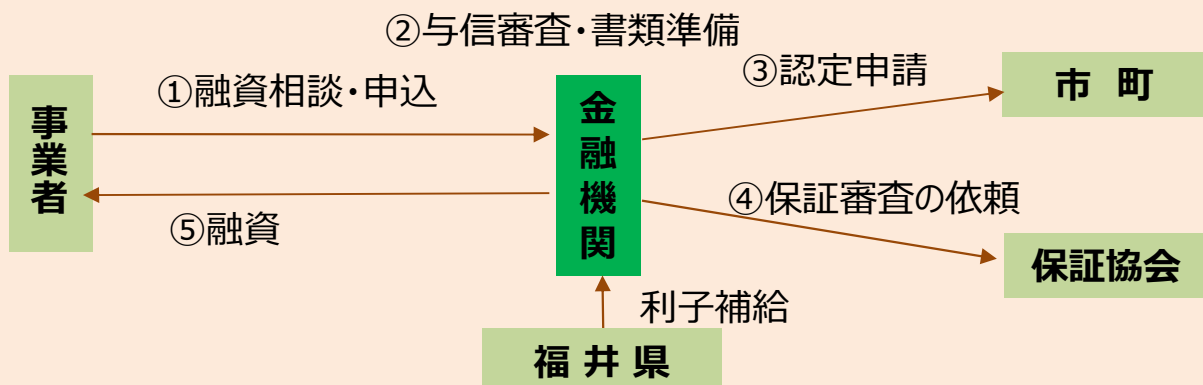 ②与信審査・書類準備
①融資相談・申込
③認定申請
市 町
事業者
金融機関
⑤融資
④保証審査の依頼
保証協会
利子補給
福井県